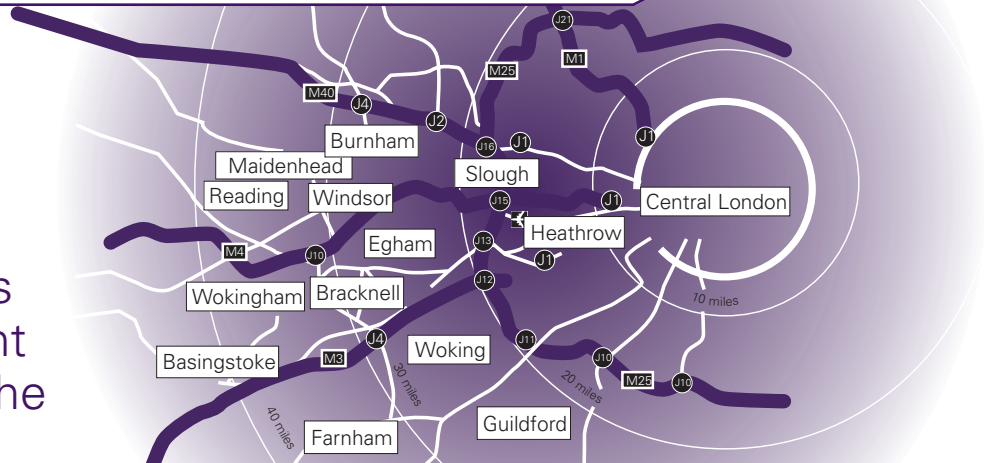 J21
M25
M1
M40
J4
J2
J1
J16
J1
Burnham
Maidenhead
Slough
Reading
Windsor
J15
J1
Central London
Heathrow
Egham
J13
M4
J10
J1
J12
Wokingham
Bracknell
10 miles
J4
J11
Woking
Basingstoke
M3
J10
30 miles
20 miles
M25
J10
40 miles
Farnham
Guildford
s
nt
he